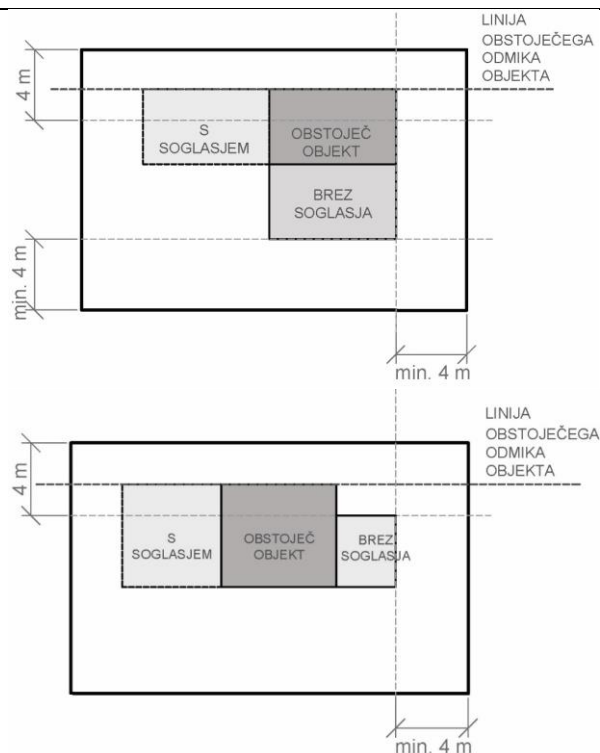 LINIJA
OBSTOJEČEGA
ODMIKA
OBJEKTA
4 m
S
SOGLASJEM
OBSTOJEČ
OBJEKT
BREZ
SOGLASJA
min. 4 m
min. 4 m
LINIJA
OBSTOJEČEGA
ODMIKA
OBJEKTA
4 m
S
SOGLASJEM
OBSTOJEČ
OBJEKT
BREZ
SOGLASJA
min. 4 m